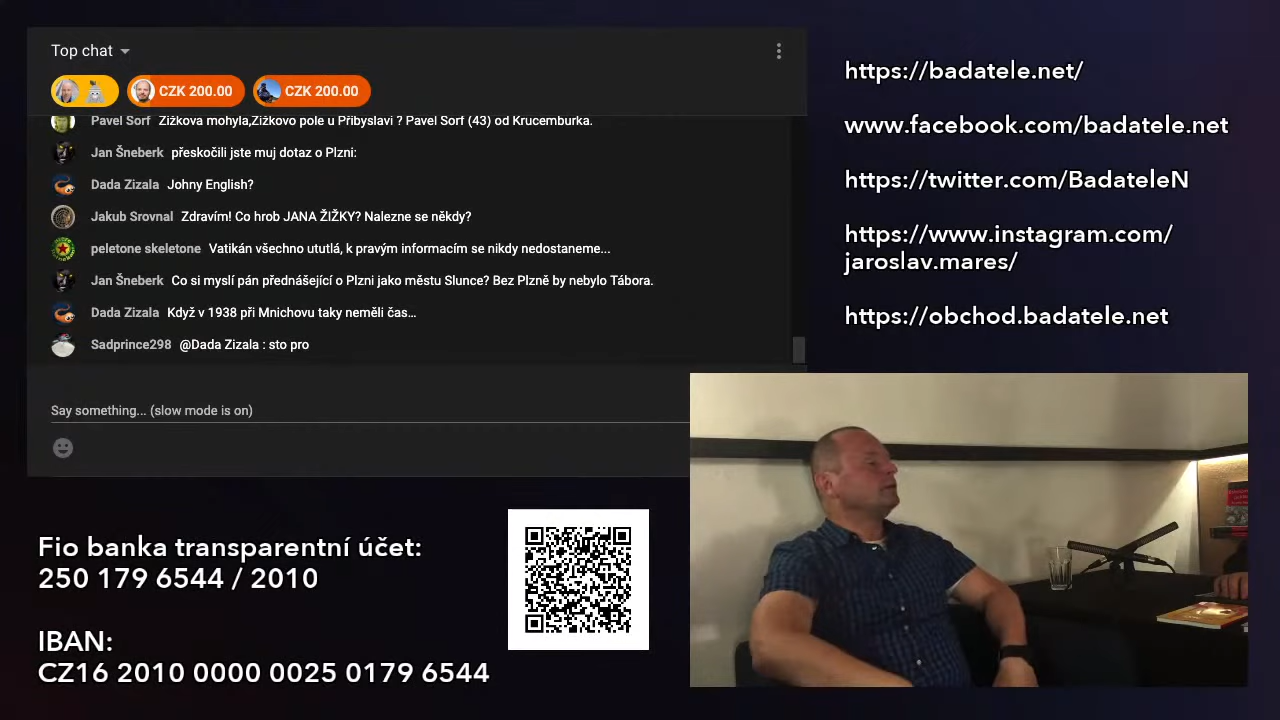 Top chat
CZK 200.00 CZK 200.00
Pavel Sorf Žižkova mohyla,Žižkovo pole u Přibyslavi ? Pavel Sorf (43) od Krucemburka.
Jan Šneberk přeskočili jste muj dotaz o Plzni:
Dada Zizala Johny English?
Jakub Srovnal Zdravím! Co hrob JANA ŽIŽKY? Nalezne se někdy?
peletone skeletone Vatikán všechno ututlá, k pravým informacím se nikdy nedostaneme...
Jan Šneberk Co si myslí pán přednášející o Plzni jako městu Slunce? Bez Plzně by nebylo Tábora.
Dada Zizala Když v 1938 při Mnichovu taky neměli čas...
Sadprince298 @Dada Zizala : sto pro
Say something... (slow mode is on)
https://badatele.net/
www.facebook.com/badatele.net
https://twitter.com/BadateleN
https://www.instagram.com/
jaroslav.mares/
https://obchod.badatele.net
Fio banka transparentní účet:
250 179 6544 / 2010
IBAN:
CZ16 2010 0000 0025 0179 6544